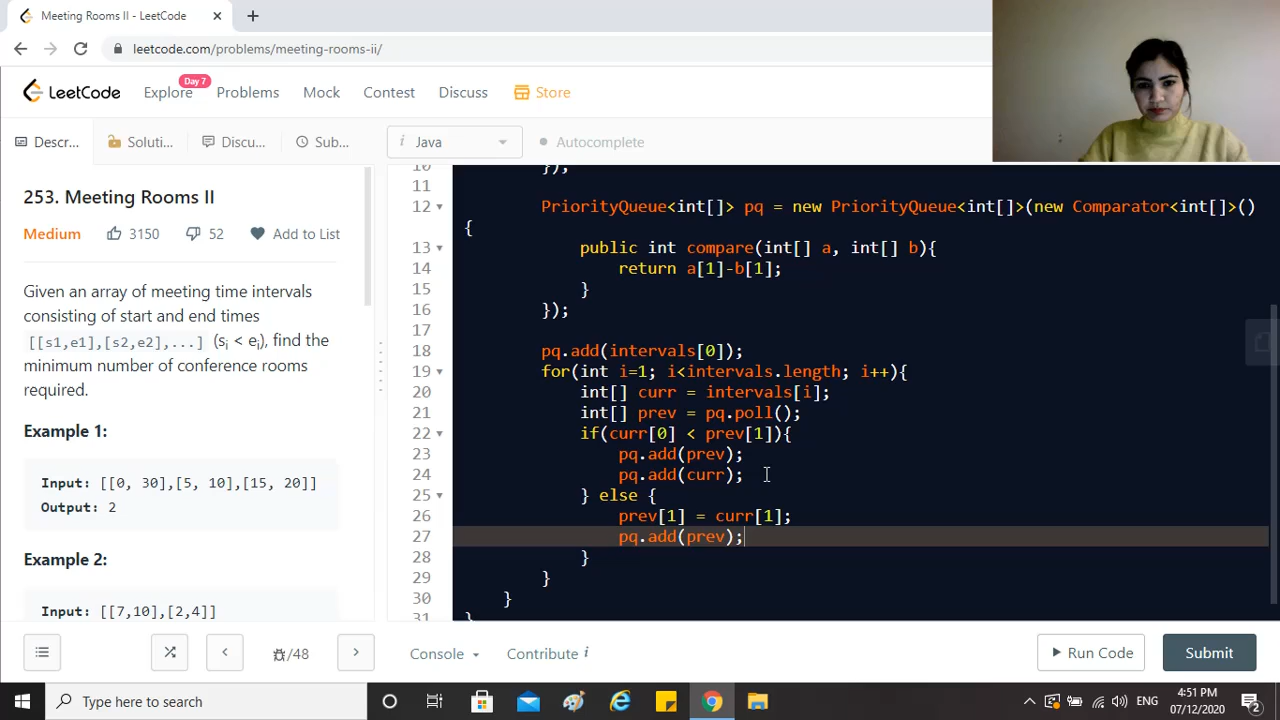 Meeting Rooms II - LeetCode
leetcode.com/problems/meeting-rooms-ii/
LeetCode
Explore
Day 7
Problems
Mock
Contest
Discuss
Store
Descr...
Soluti...
Discu...
Sub...
i Java
Autocomplete
253. Meeting Rooms II
Medium 3150 52 Add to List
Given an array of meeting time intervals
consisting of start and end times
[[s1,e1],[s2,e2],...] (si < ei), find the
minimum number of conference rooms
required.
Example 1:
Input: [[0, 30],[5, 10],[15, 20]]
Output: 2
Example 2:
Input: [[7,10],[2,4]]
10 });
11
12 PriorityQueue<int[]> pq = new PriorityQueue<int[]>(new Comparator<int[]>()
{
13 public int compare(int[] a, int[] b){
14 return a[1]-b[1];
15 }
16 });
17
18 pq.add(intervals[0]);
19 for(int i=1; i<intervals.length; i++){
20 int[] curr = intervals[i];
21 int[] prev = pq.poll();
22 if(curr[0] < prev[1]){
23 pq.add(prev);
24 pq.add(curr);
25 } else {
26 prev[1] = curr[1];
27 pq.add(prev);
28 }
29 }
30 }
31 }
/48
Console
Contribute i
Run Code
Submit
Type here to search
ENG
4:51 PM
07/12/2020
2